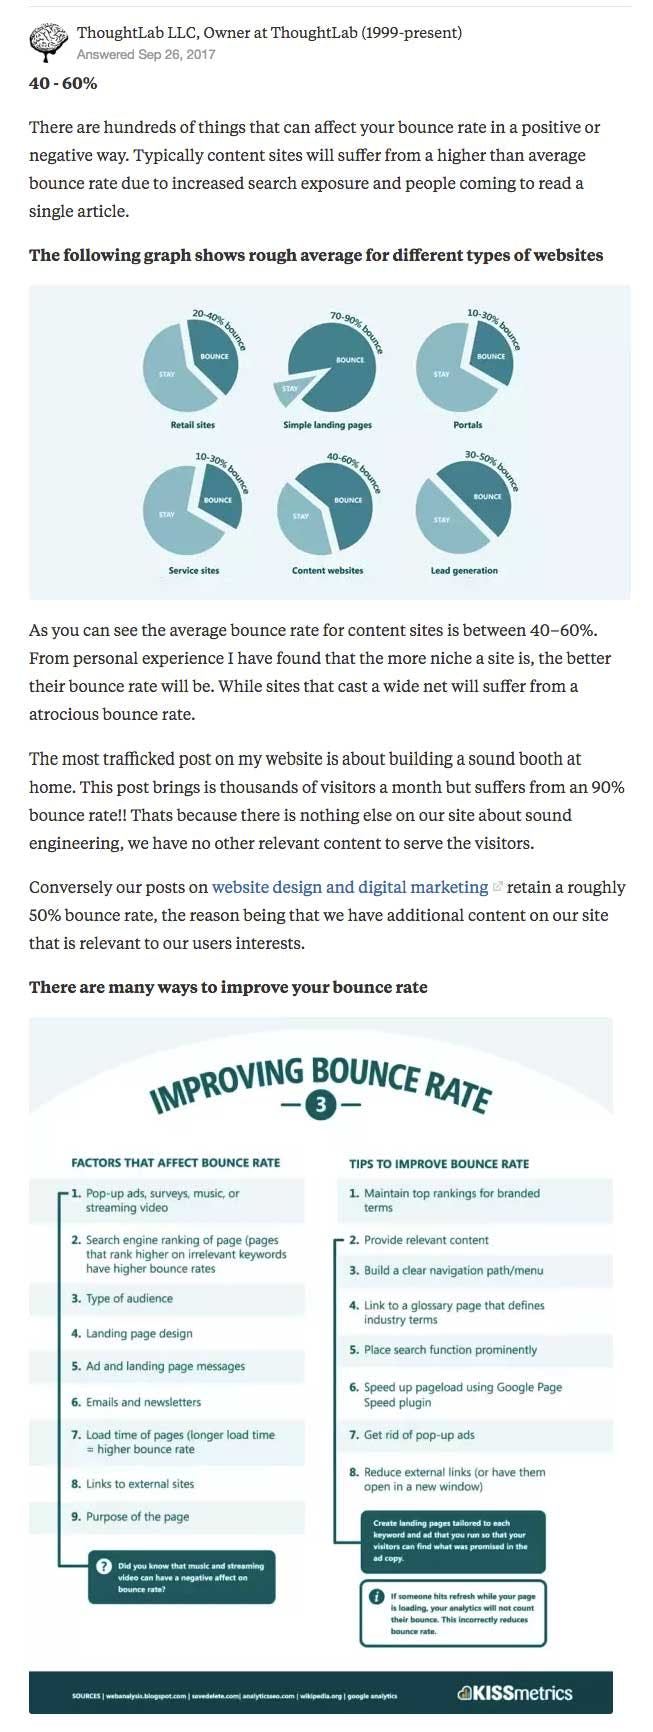 ThoughtLab LLC, Owner at ThoughtLab (1999-present)
Answered Sep 26, 2017
40 - 60%
There are hundreds of things that can affect your bounce rate in a positive or
negative way. Typically content sites will suffer from a higher than average
bounce rate due to increased search exposure and people coming to read a
single article.
The following graph shows rough average for different types of websites
20-40% bounce
BOUNCE
STAY
Retail sites
70-90% bounce
BOUNCE
STAY
Simple landing pages
10-30% bounce
BOUNCE
STAY
Portals
10-30% bounce
BOUNCE
STAY
Service sites
40-60% bounce
BOUNCE
STAY
Content websites
30-50% bounce
BOUNCE
STAY
Lead generation
As you can see the average bounce rate for content sites is between 40–60%.
From personal experience I have found that the more niche a site is, the better
their bounce rate will be. While sites that cast a wide net will suffer from a
atrocious bounce rate.
The most trafficked post on my website is about building a sound booth at
home. This post brings is thousands of visitors a month but suffers from an 90%
bounce rate!! Thats because there is nothing else on our site about sound
engineering, we have no other relevant content to serve the visitors.
Conversely our posts on website design and digital marketing retain a roughly
50% bounce rate, the reason being that we have additional content on our site
that is relevant to our users interests.
There are many ways to improve your bounce rate
IMPROVING BOUNCE RATE
3
FACTORS THAT AFFECT BOUNCE RATE
1. Pop-up ads, surveys, music, or
streaming video
2. Search engine ranking of page (pages
that rank higher on irrelevant keywords
have higher bounce rates
3. Type of audience
4. Landing page design
5. Ad and landing page messages
6. Emails and newsletters
7. Load time of pages (longer load time
= higher bounce rate
8. Links to external sites
9. Purpose of the page
? Did you know that music and streaming
video can have a negative affect on
bounce rate?
TIPS TO IMPROVE BOUNCE RATE
1. Maintain top rankings for branded
terms
2. Provide relevant content
3. Build a clear navigation path/menu
4. Link to a glossary page that defines
industry terms
5. Place search function prominently
6. Speed up pageload using Google Page
Speed plugin
7. Get rid of pop-up ads
8. Reduce external links (or have them
open in a new window)
Create landing pages tailored to each
keyword and ad that you run so that your
visitors can find what was promised in the
ad copy.
i If someone hits refresh while your page
is loading, your analytics will not count
their bounce. This incorrectly reduces
bounce rate.
SOURCES | webanalysis.blogspot.com | savedelete.com| analyticsseo.com | wikipedia.org | google analytics
KISSmetrics